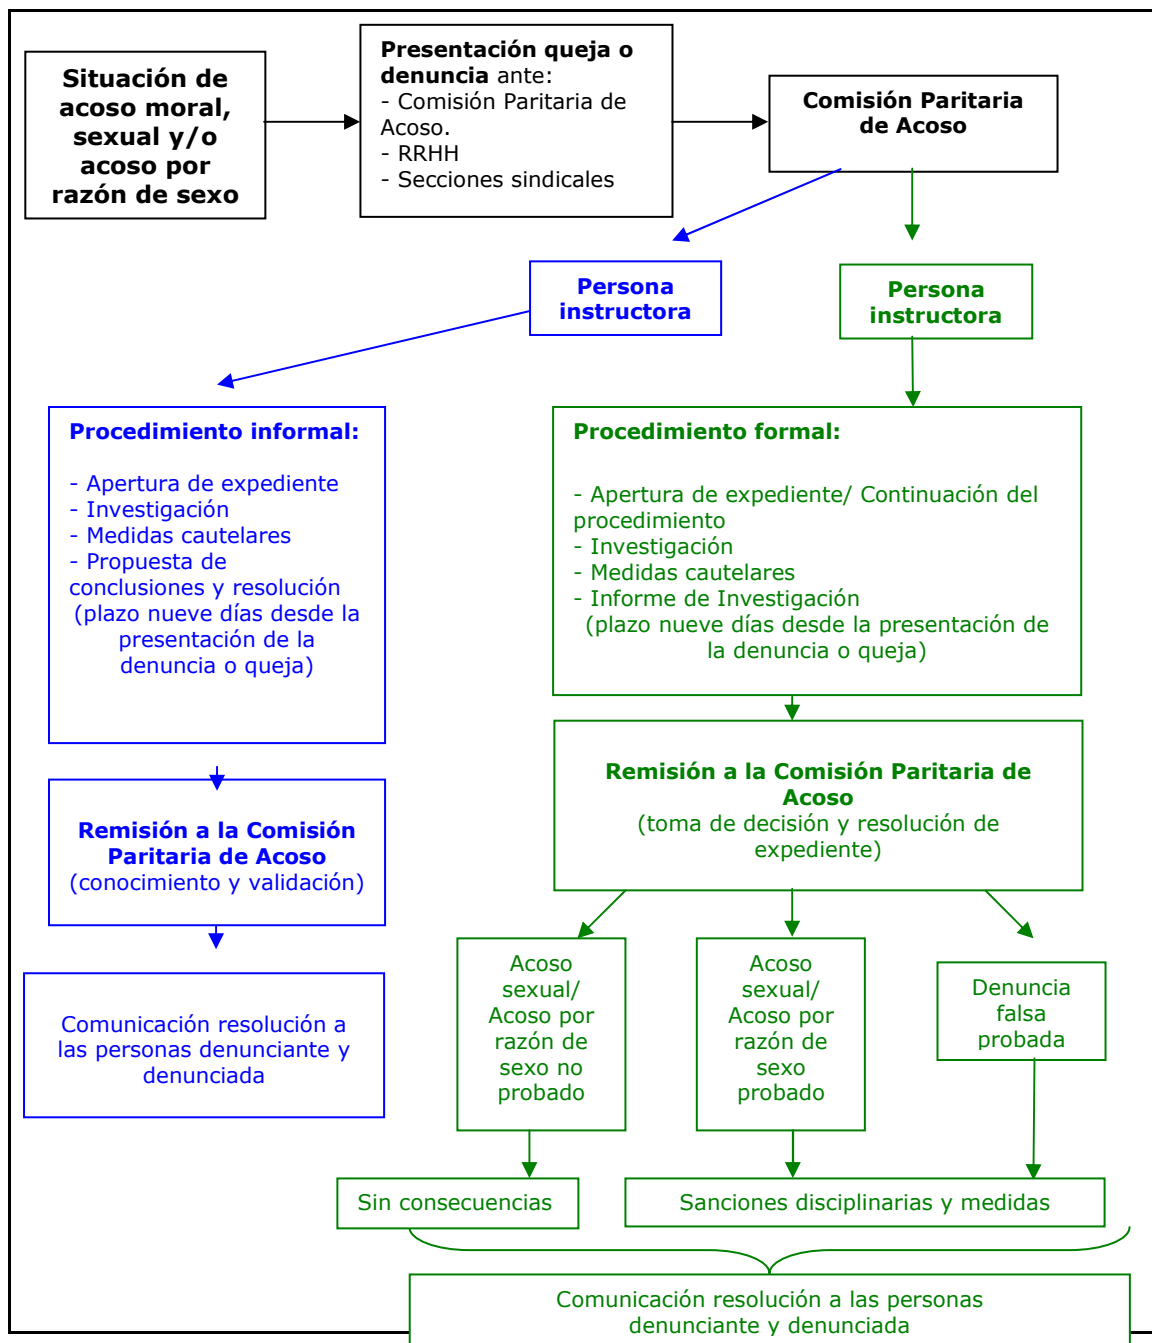 Situación de
acoso moral,
sexual y/o
acoso por
razón de sexo
Presentación queja o
denuncia ante:
- Comisión Paritaria de
Acoso.
- RRHH
- Secciones sindicales
Comisión Paritaria
de Acoso
Persona
instructora
Persona
instructora
Procedimiento informal:
- Apertura de expediente
- Investigación
- Medidas cautelares
- Propuesta de
conclusiones y resolución
(plazo nueve días desde la
presentación de la
denuncia o queja)
Procedimiento formal:
- Apertura de expediente/ Continuación del
procedimiento
- Investigación
- Medidas cautelares
- Informe de Investigación
(plazo nueve días desde la presentación de
la denuncia o queja)
Remisión a la Comisión
Paritaria de Acoso
(conocimiento y validación)
Remisión a la Comisión Paritaria de
Acoso
(toma de decisión y resolución de
expediente)
Comunicación resolución a
las personas denunciante y
denunciada
Acoso
sexual/
Acoso por
razón de
sexo no
probado
Acoso
sexual/
Acoso por
razón de
sexo
probado
Denuncia
falsa
probada
Sin consecuencias
Sanciones disciplinarias y medidas
Comunicación resolución a las personas
denunciante y denunciada